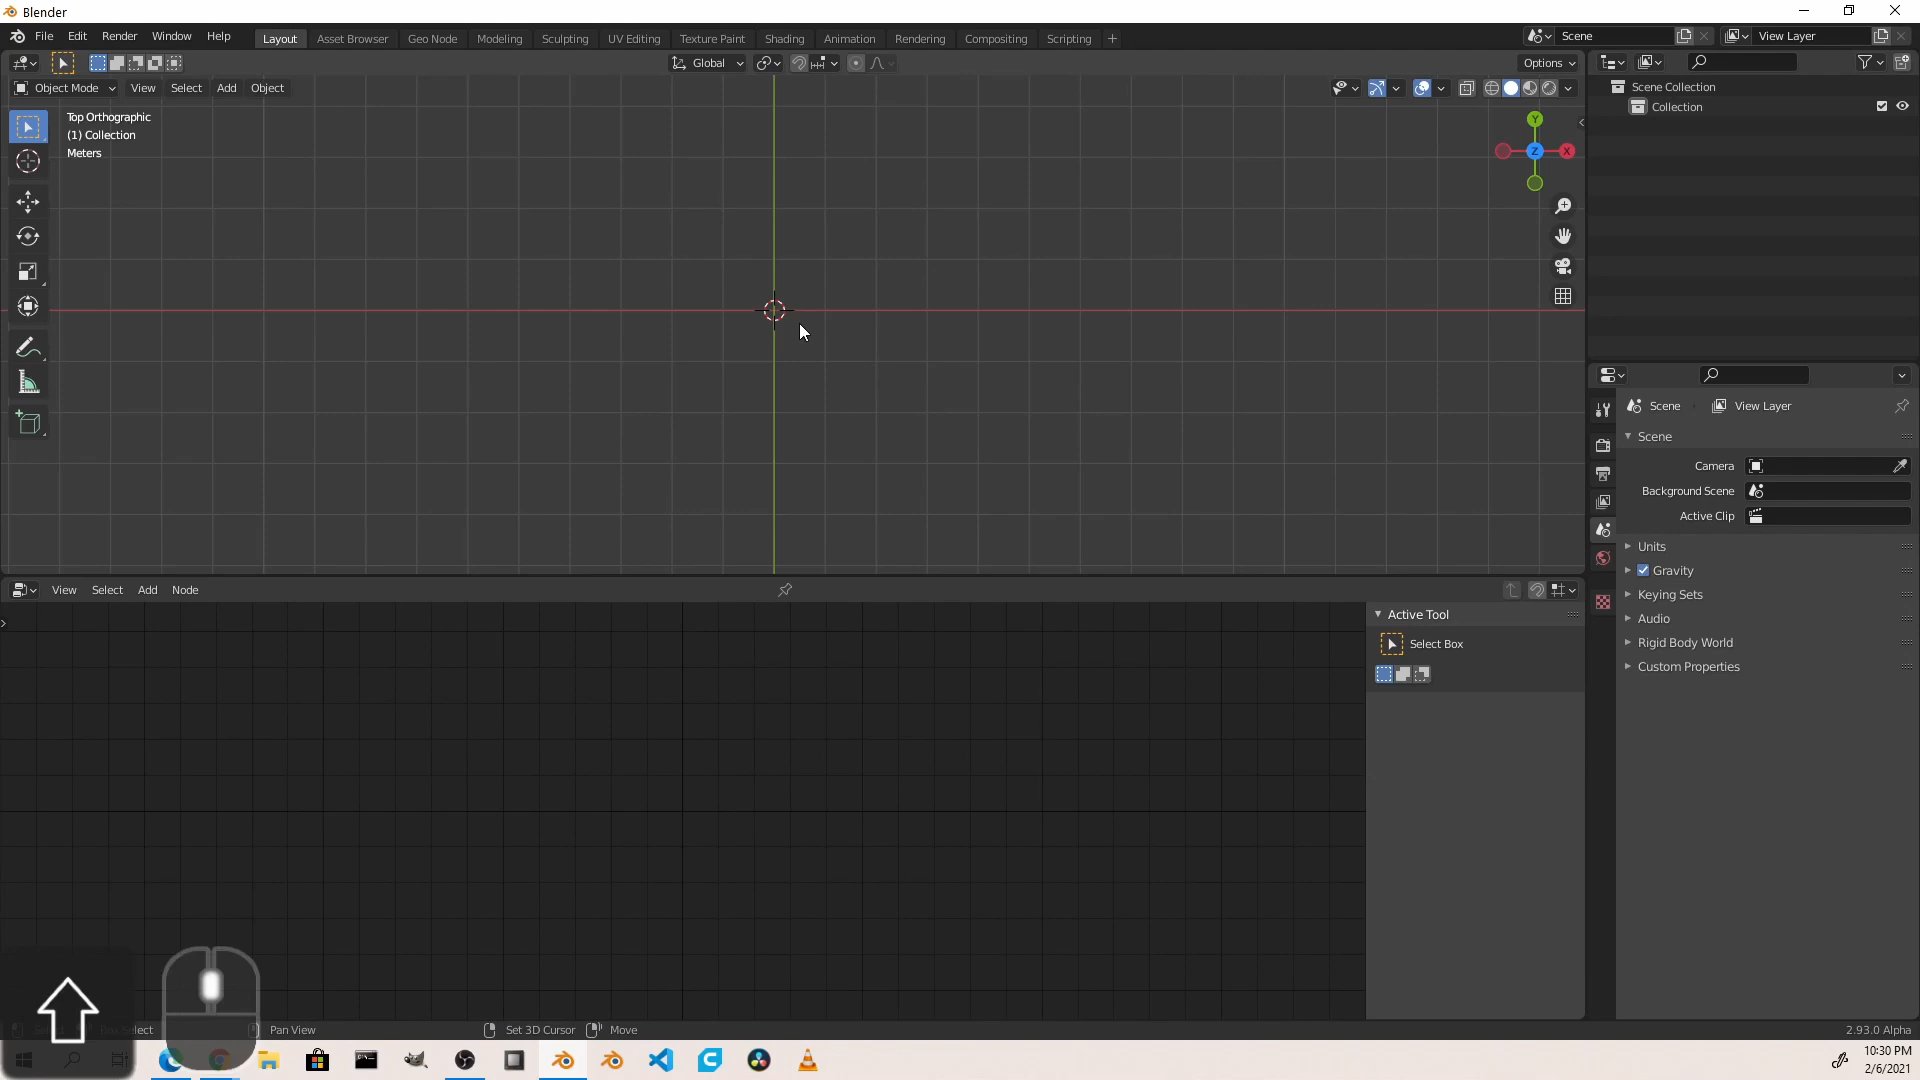 Blender
File Edit Render Window Help
Layout Asset Browser Geo Node Modeling Sculpting UV Editing Texture Paint Shading Animation Rendering Compositing Scripting +
Scene
View Layer
Global
Options
Object Mode View Select Add Object
Top Orthographic
(1) Collection
Meters
Y
Z
X
Scene Collection
Collection
Scene View Layer
Scene
Camera
Background Scene
Active Clip
Units
Gravity
Keying Sets
Audio
Rigid Body World
Custom Properties
View Select Add Node
Active Tool
Select Box
Pan View
Set 3D Cursor
Move
2.93.0 Alpha
10:30 PM
2/6/2021